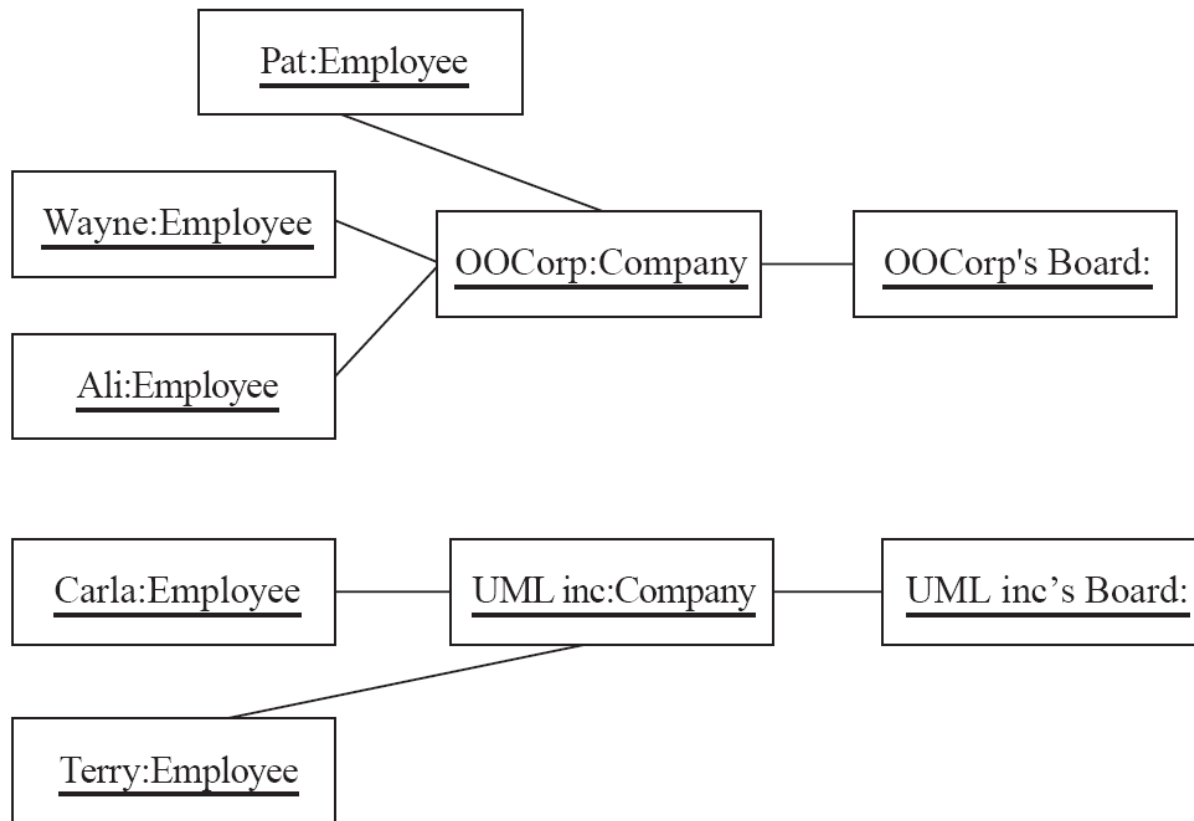 Pat:Employee
Wayne:Employee
OOCorp:Company
OOCorp's Board:
Ali:Employee
Carla:Employee
UML inc:Company
UML inc’s Board:
Terry:Employee